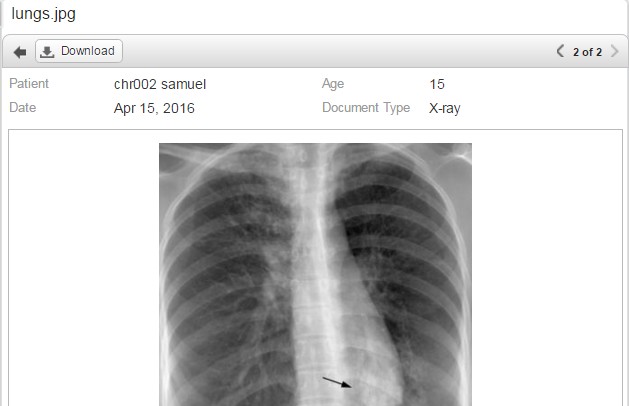 lungs.jpg
Download 2 of 2
Patient chr002 samuel Age 15
Date Apr 15, 2016 Document Type X-ray